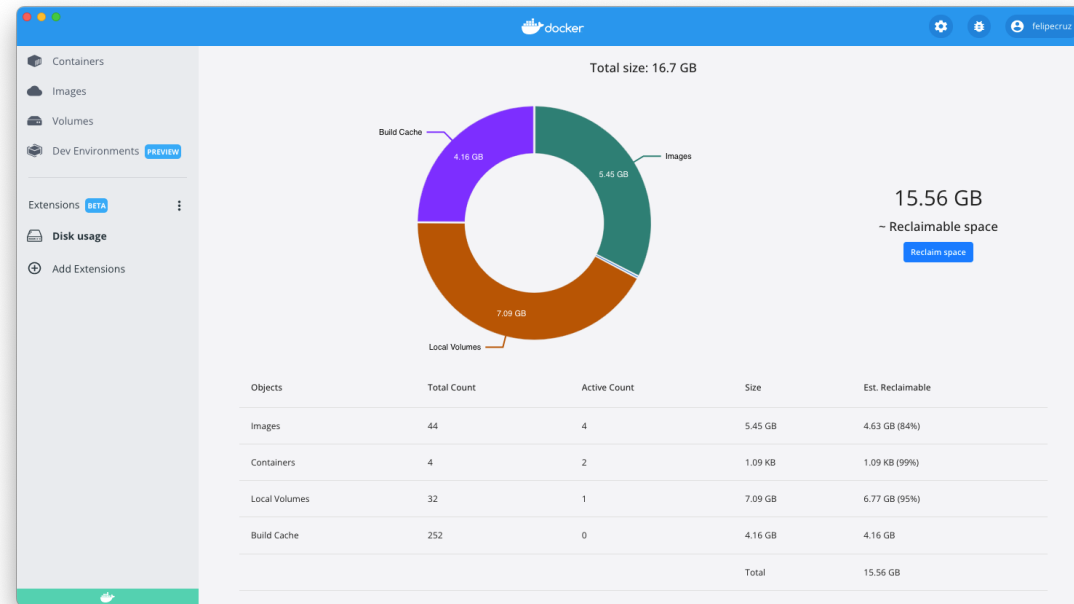 docker
felipecruz
Containers
Images
Volumes
Dev Environments PREVIEW
Extensions BETA
Disk usage
Add Extensions
Total size: 16.7 GB
Build Cache
4.16 GB
Images
5.45 GB
7.09 GB
Local Volumes
15.56 GB
~ Reclaimable space
Reclaim space
Objects Total Count Active Count Size Est. Reclaimable
Images 44 4 5.45 GB 4.63 GB (84%)
Containers 4 2 1.09 KB 1.09 KB (99%)
Local Volumes 32 1 7.09 GB 6.77 GB (95%)
Build Cache 252 0 4.16 GB 4.16 GB
Total 15.56 GB